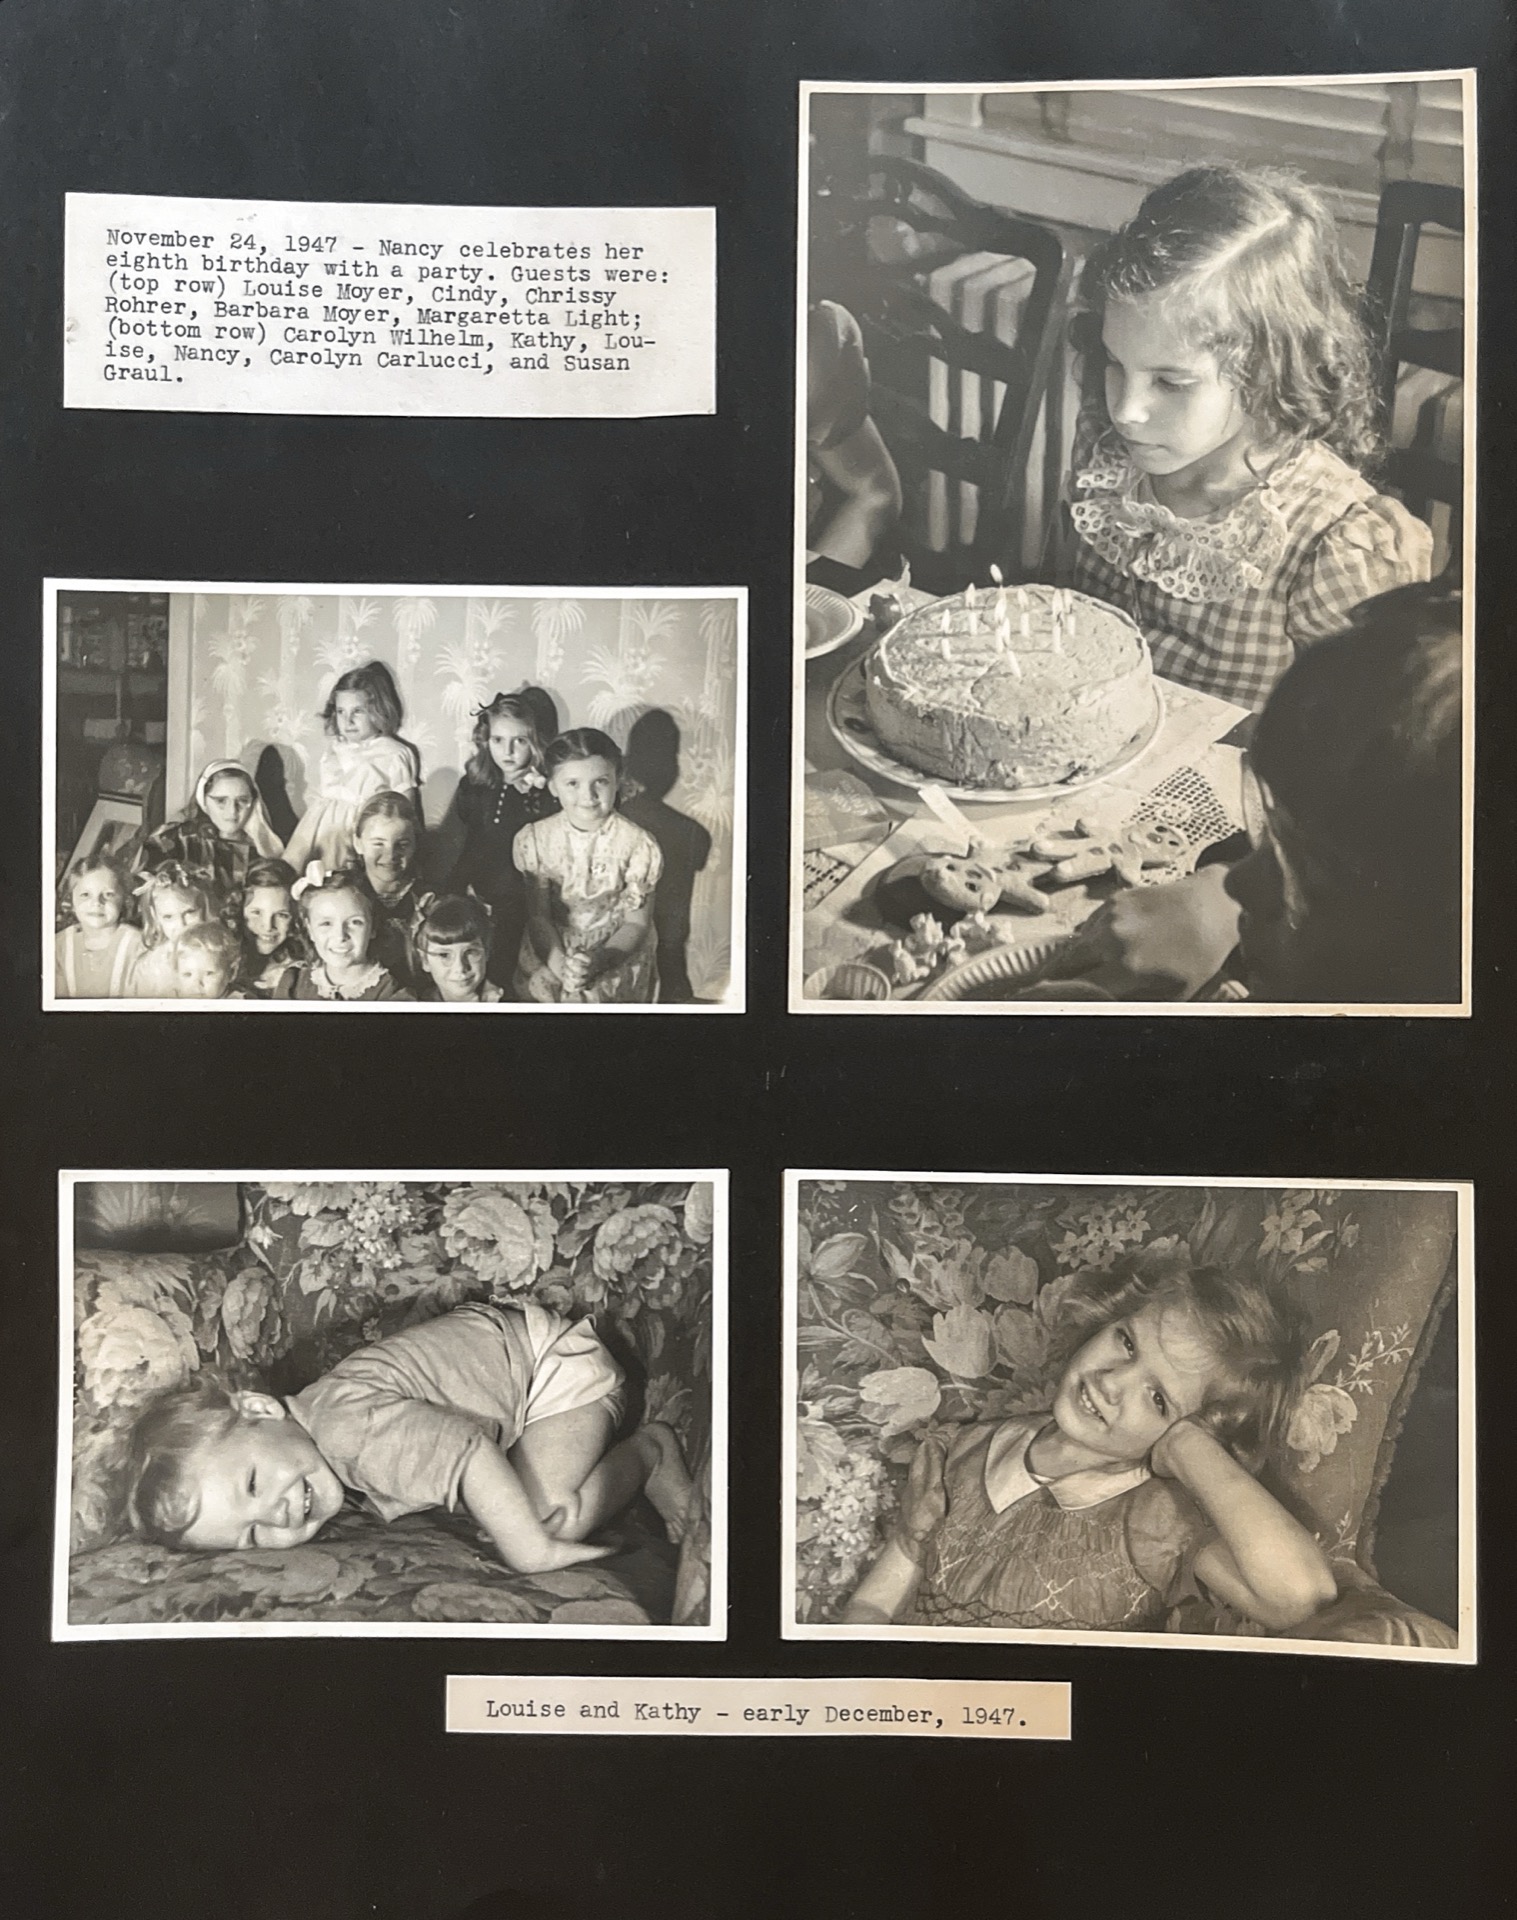 November 24, 1947 - Nancy celebrates her
eighth birthday with a party. Guests were:
(top row) Louise Moyer, Cindy, Chrissy
Rohrer, Barbara Moyer, Margaretta Light;
(bottom row) Carolyn Wilhelm, Kathy, Lou-
ise, Nancy, Carolyn Carlucci, and Susan
Graul.
Louise and Kathy - early December, 1947.